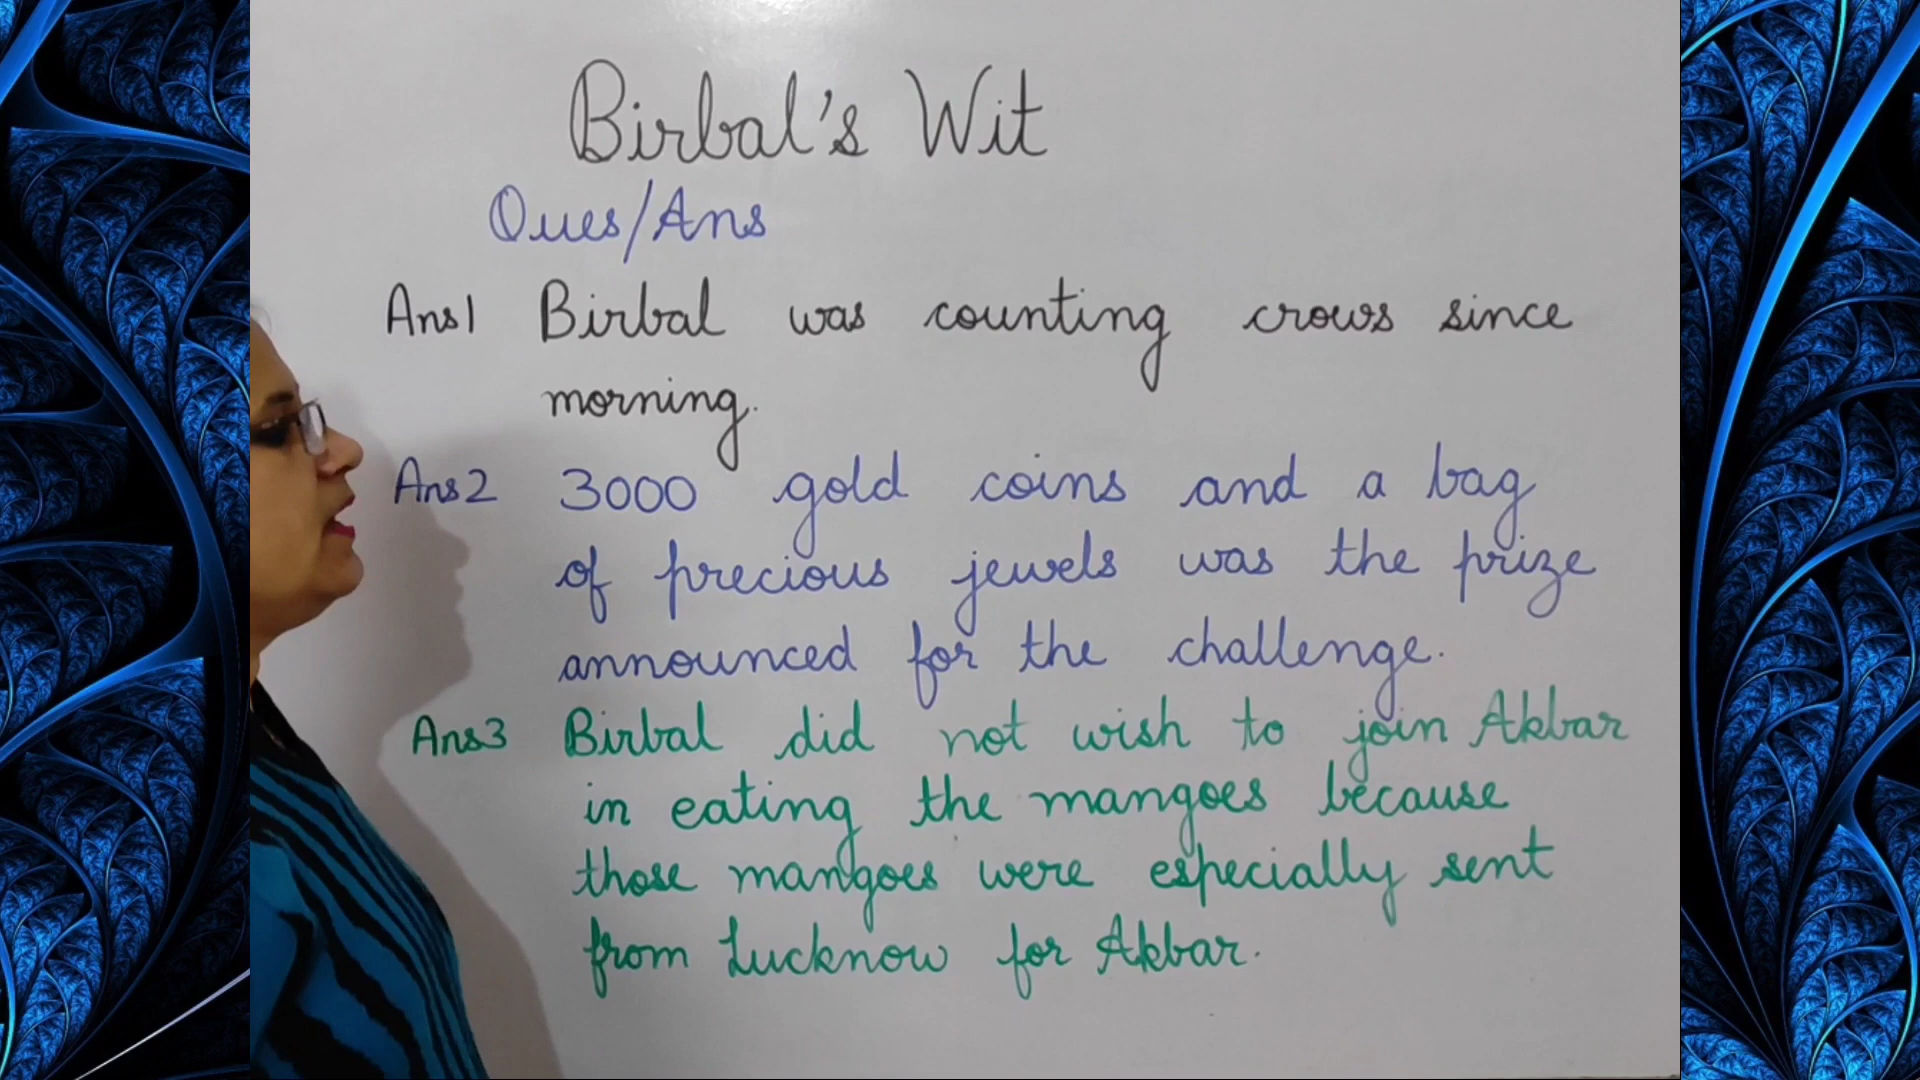 Birbal's Wit
Ques/Ans
Ans1 Birbal was counting crows since
morning.
Ans2 3000 gold coins and a bag
of precious jewels was the prize
announced for the challenge.
Ans3 Birbal did not wish to join Akbar
in eating the mangoes because
those mangoes were especially sent
from Lucknow for Akbar.